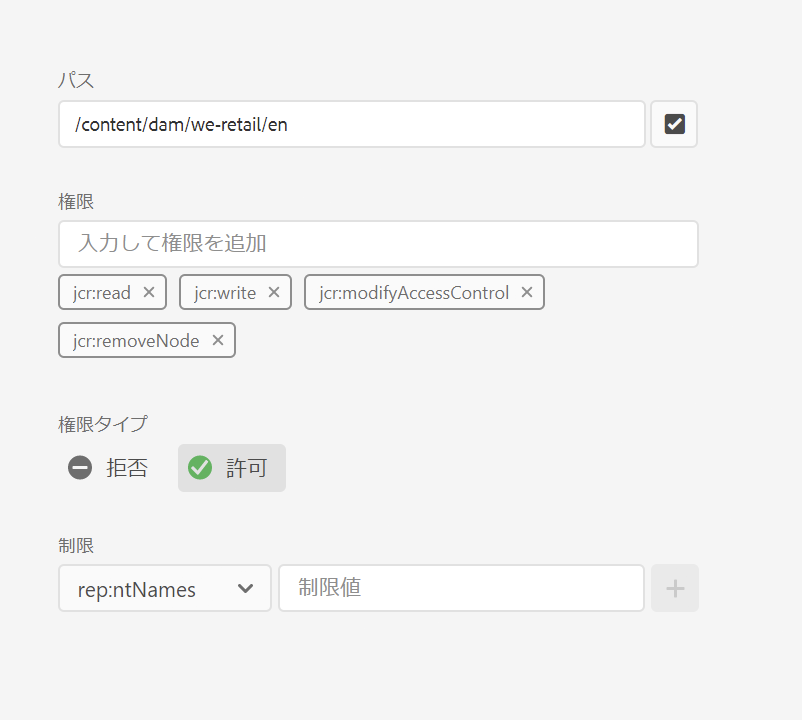 パス
/content/dam/we-retail/en
権限
入力して権限を追加
jcr:read × jcr:write × jcr:modifyAccessControl ×
jcr:removeNode ×
権限タイプ
拒否 許可
制限
rep:ntNames 制限値 +